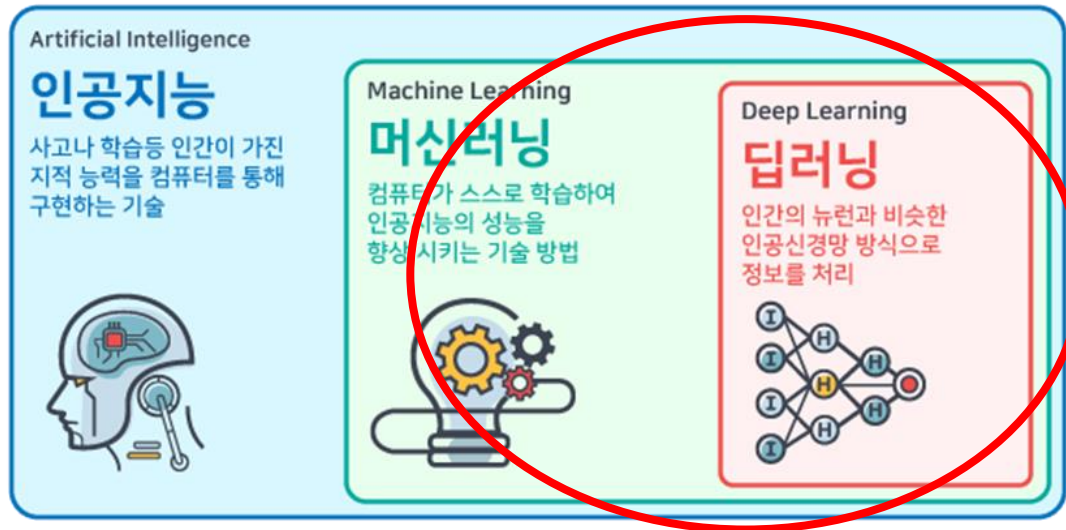 Artificial Intelligence
인공지능
사고나 학습등 인간이 가진
지적 능력을 컴퓨터를 통해
구현하는 기술
Machine Learning
머신러닝
컴퓨터가 스스로 학습하여
인공지능의 성능을
향상 시키는 기술 방법
Deep Learning
딥러닝
인간의 뉴런과 비슷한
인공신경망 방식으로
정보를 처리
I
H
I
H
H
I
H
H
I